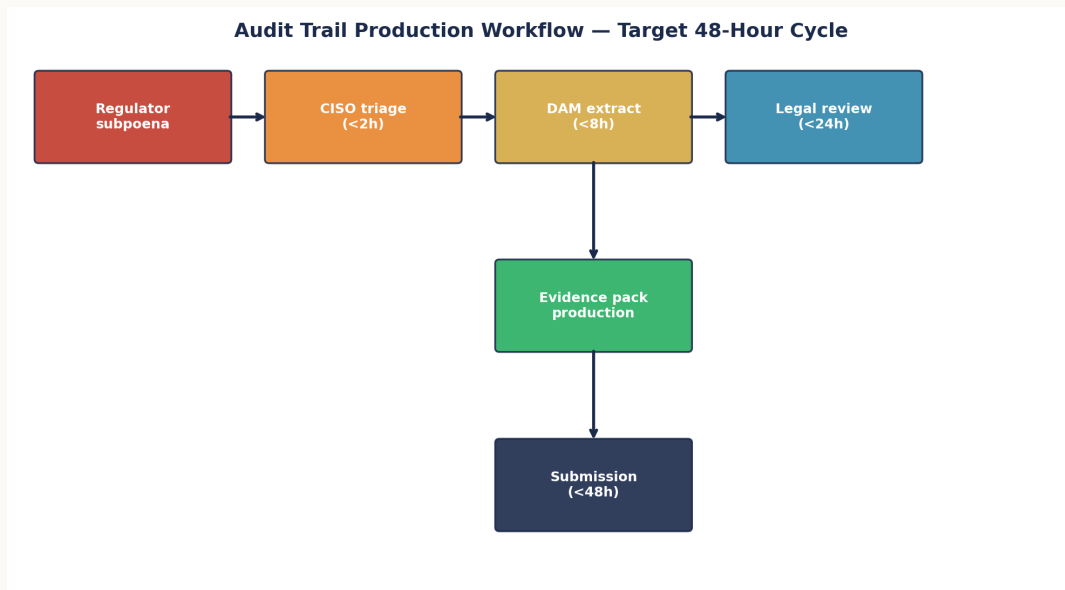 Audit Trail Production Workflow — Target 48-Hour Cycle
Regulator
subpoena
CISO triage
(<2h)
DAM extract
(<8h)
Legal review
(<24h)
Evidence pack
production
Submission
(<48h)